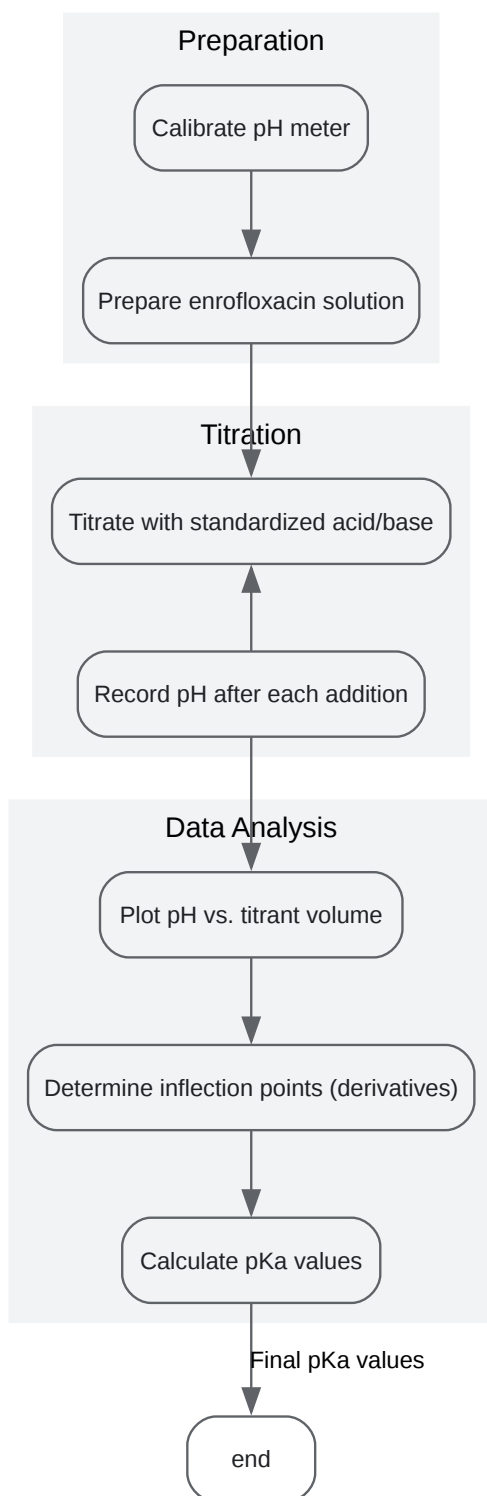 Preparation
Calibrate pH meter
Prepare enrofloxacin solution
Titration
Titrate with standardized acid/base
Record pH after each addition
Data Analysis
Plot pH vs. titrant volume
Determine inflection points (derivatives)
Calculate pKa values
Final pKa values
end